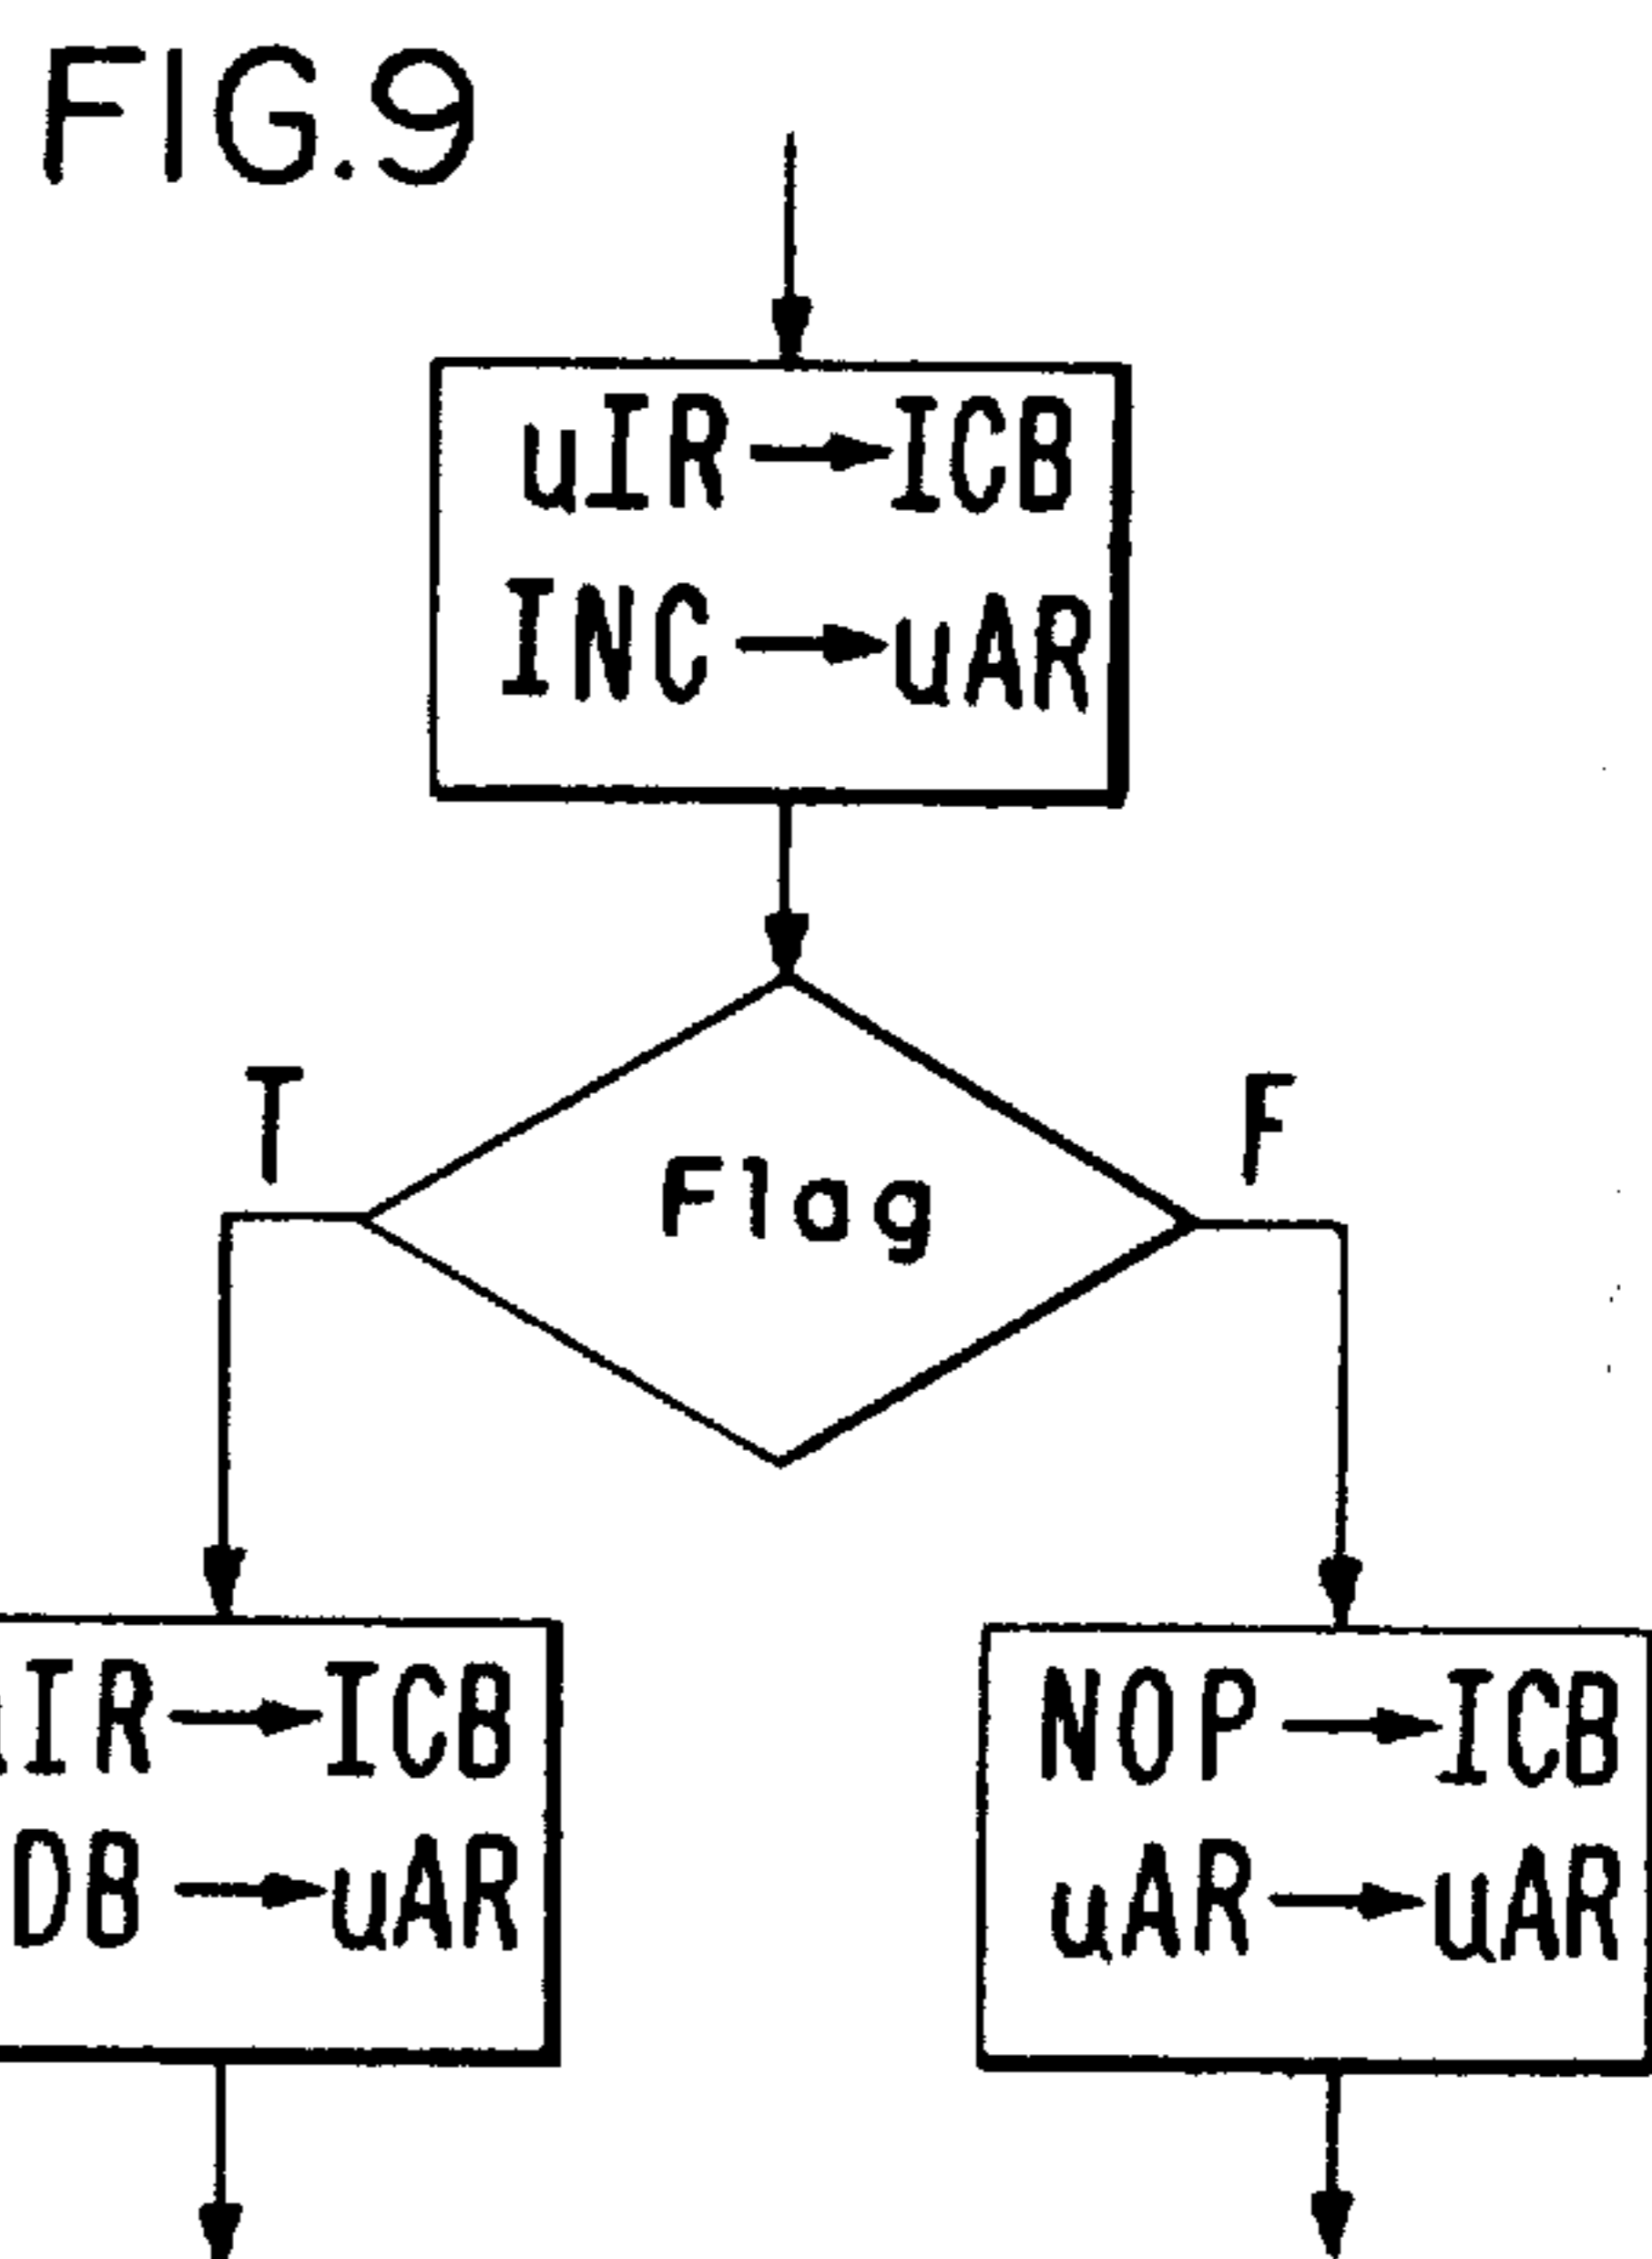 FIG.9
uIR→ICB
INC→uAR
T
F
Flag
IR→ICB
DB→uAR
NOP→ICB
uAR→uAR